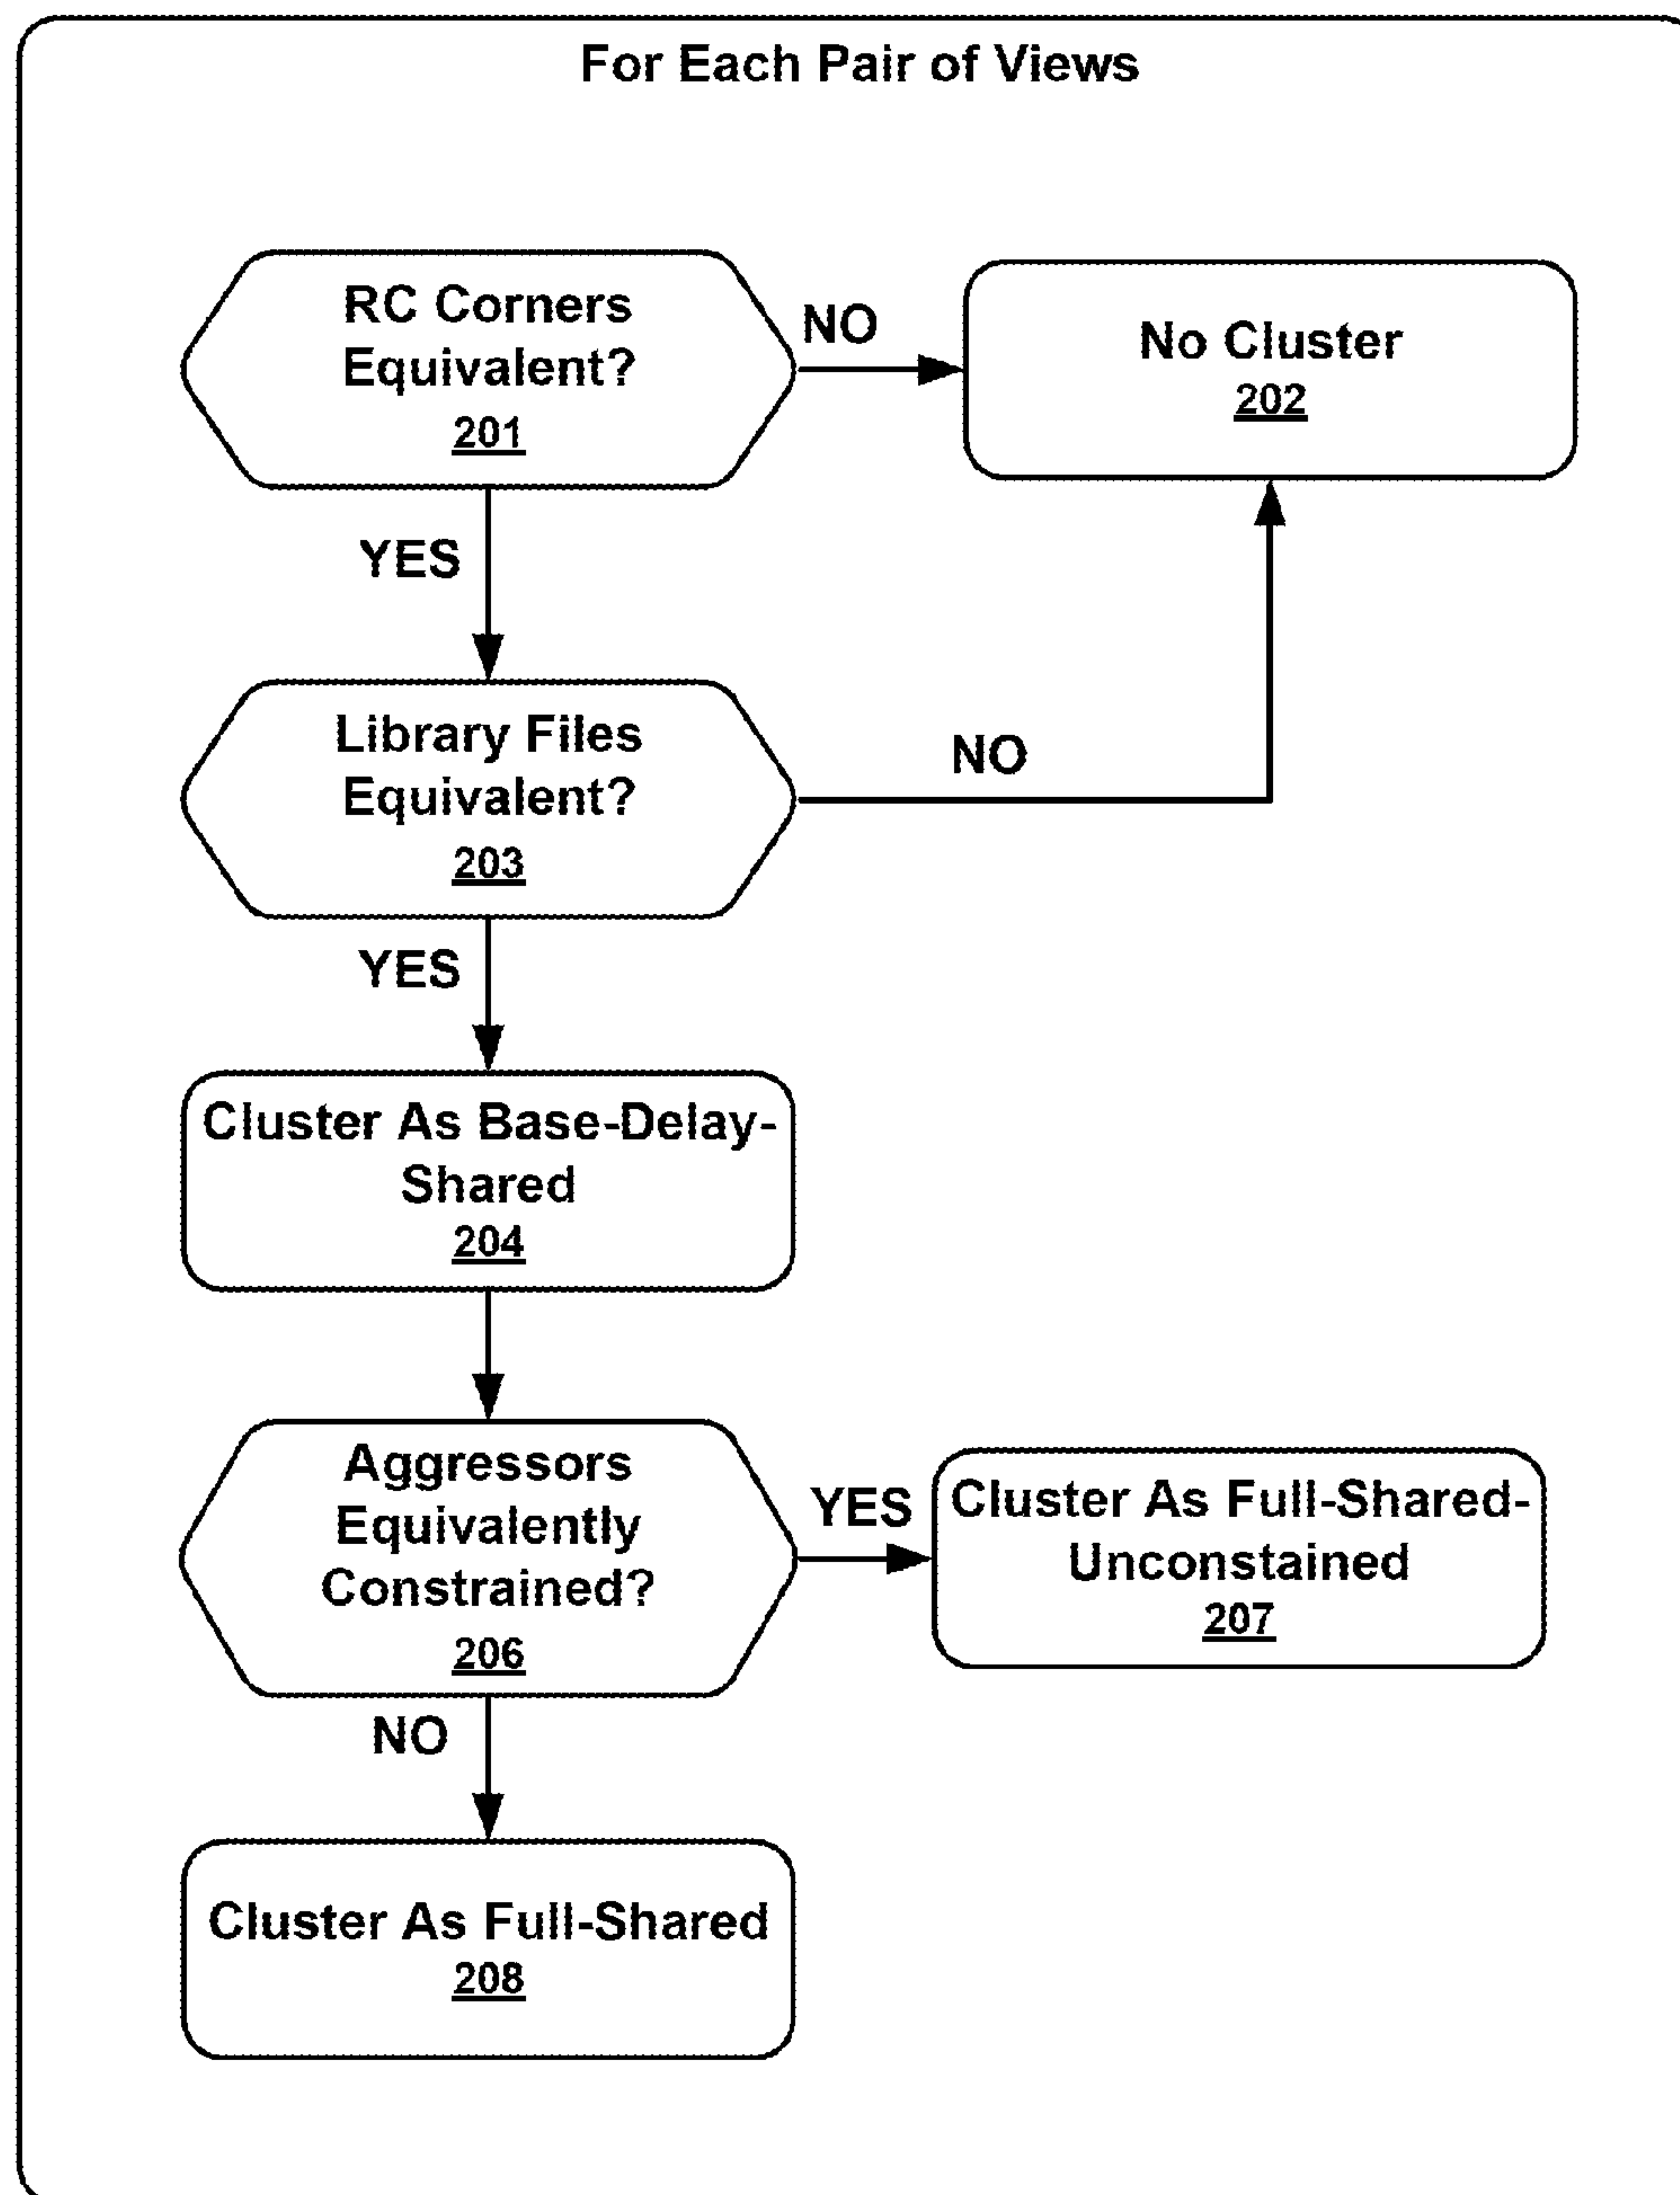 For Each Pair of Views
RC Corners
Equivalent?
201
NO
No Cluster
202
YES
Library Files
Equivalent?
203
NO
YES
Cluster As Base-Delay-
Shared
204
Aggressors
Equivalently
Constrained?
206
YES
Cluster As Full-Shared-
Unconstained
207
NO
Cluster As Full-Shared
208